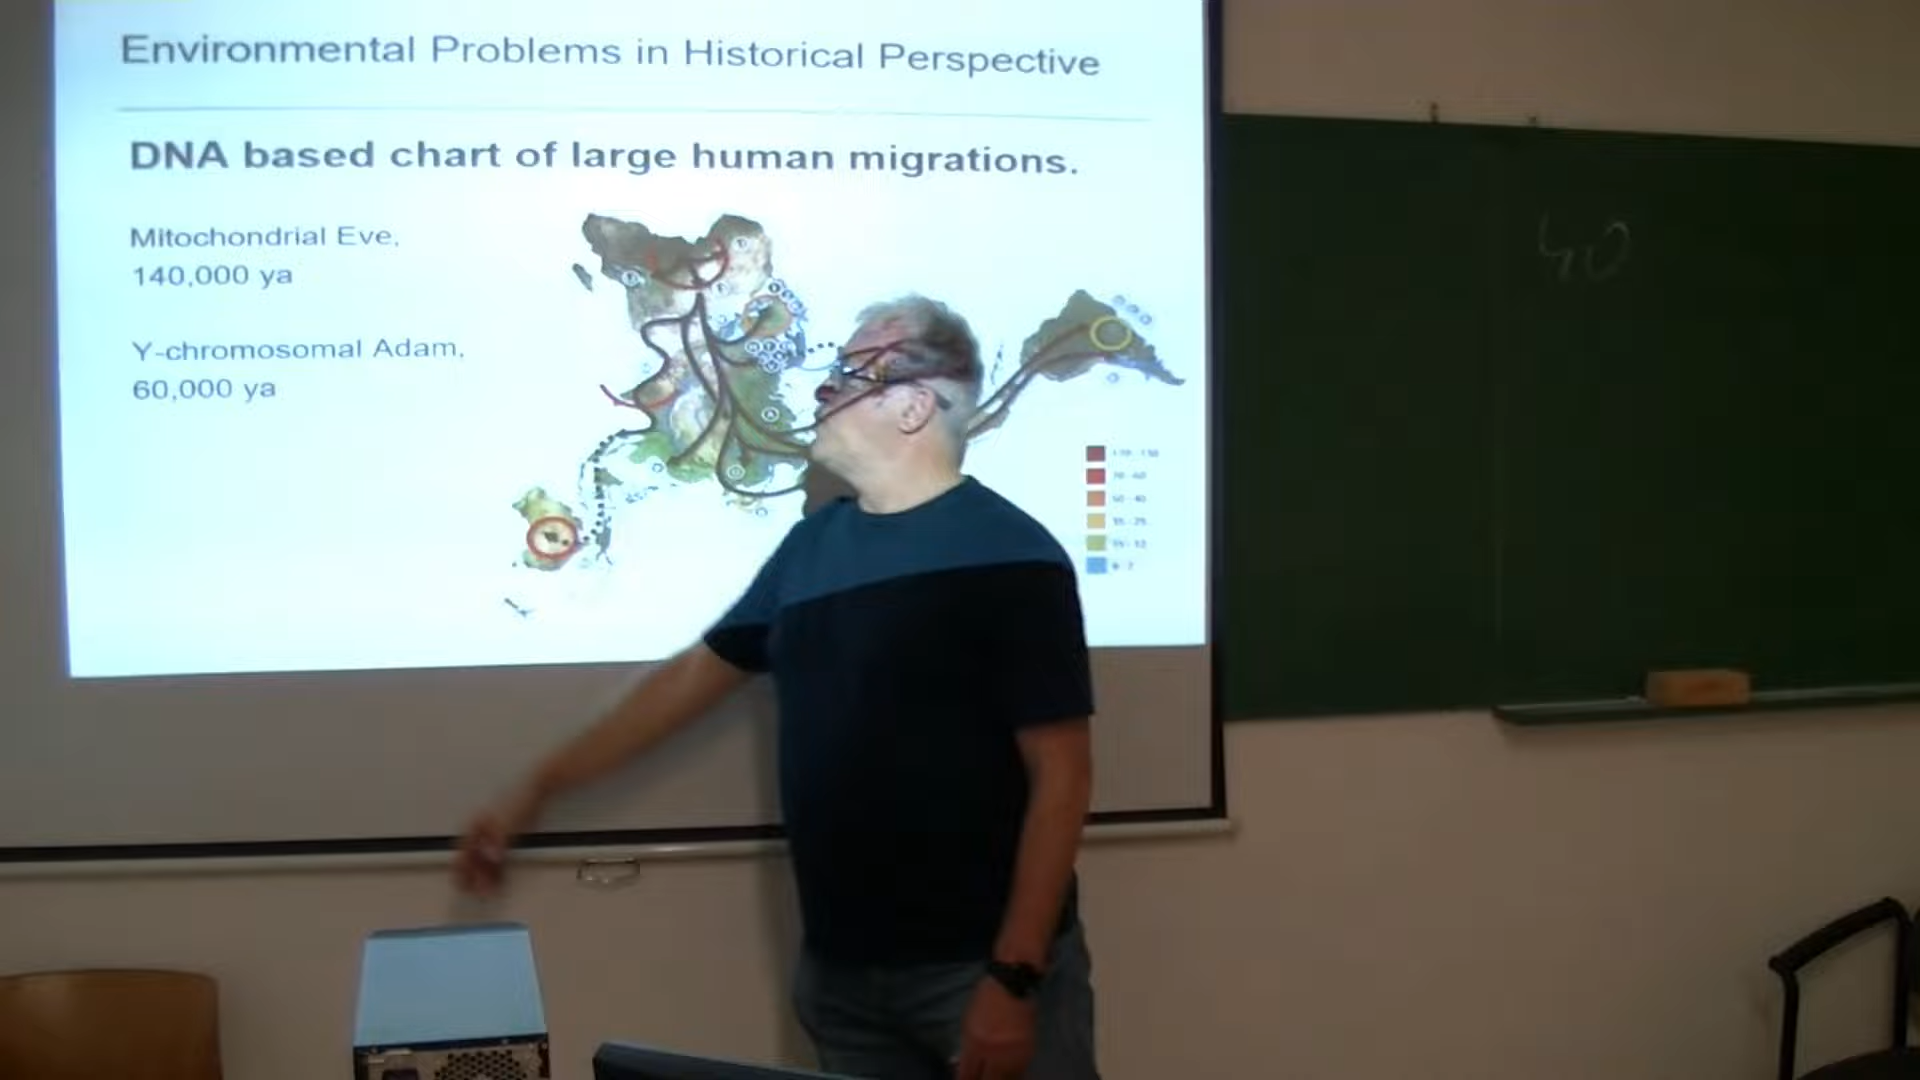 Environmental Problems in Historical Perspective
DNA based chart of large human migrations.
Mitochondrial Eve,
140,000 ya
Y-chromosomal Adam,
60,000 ya
40